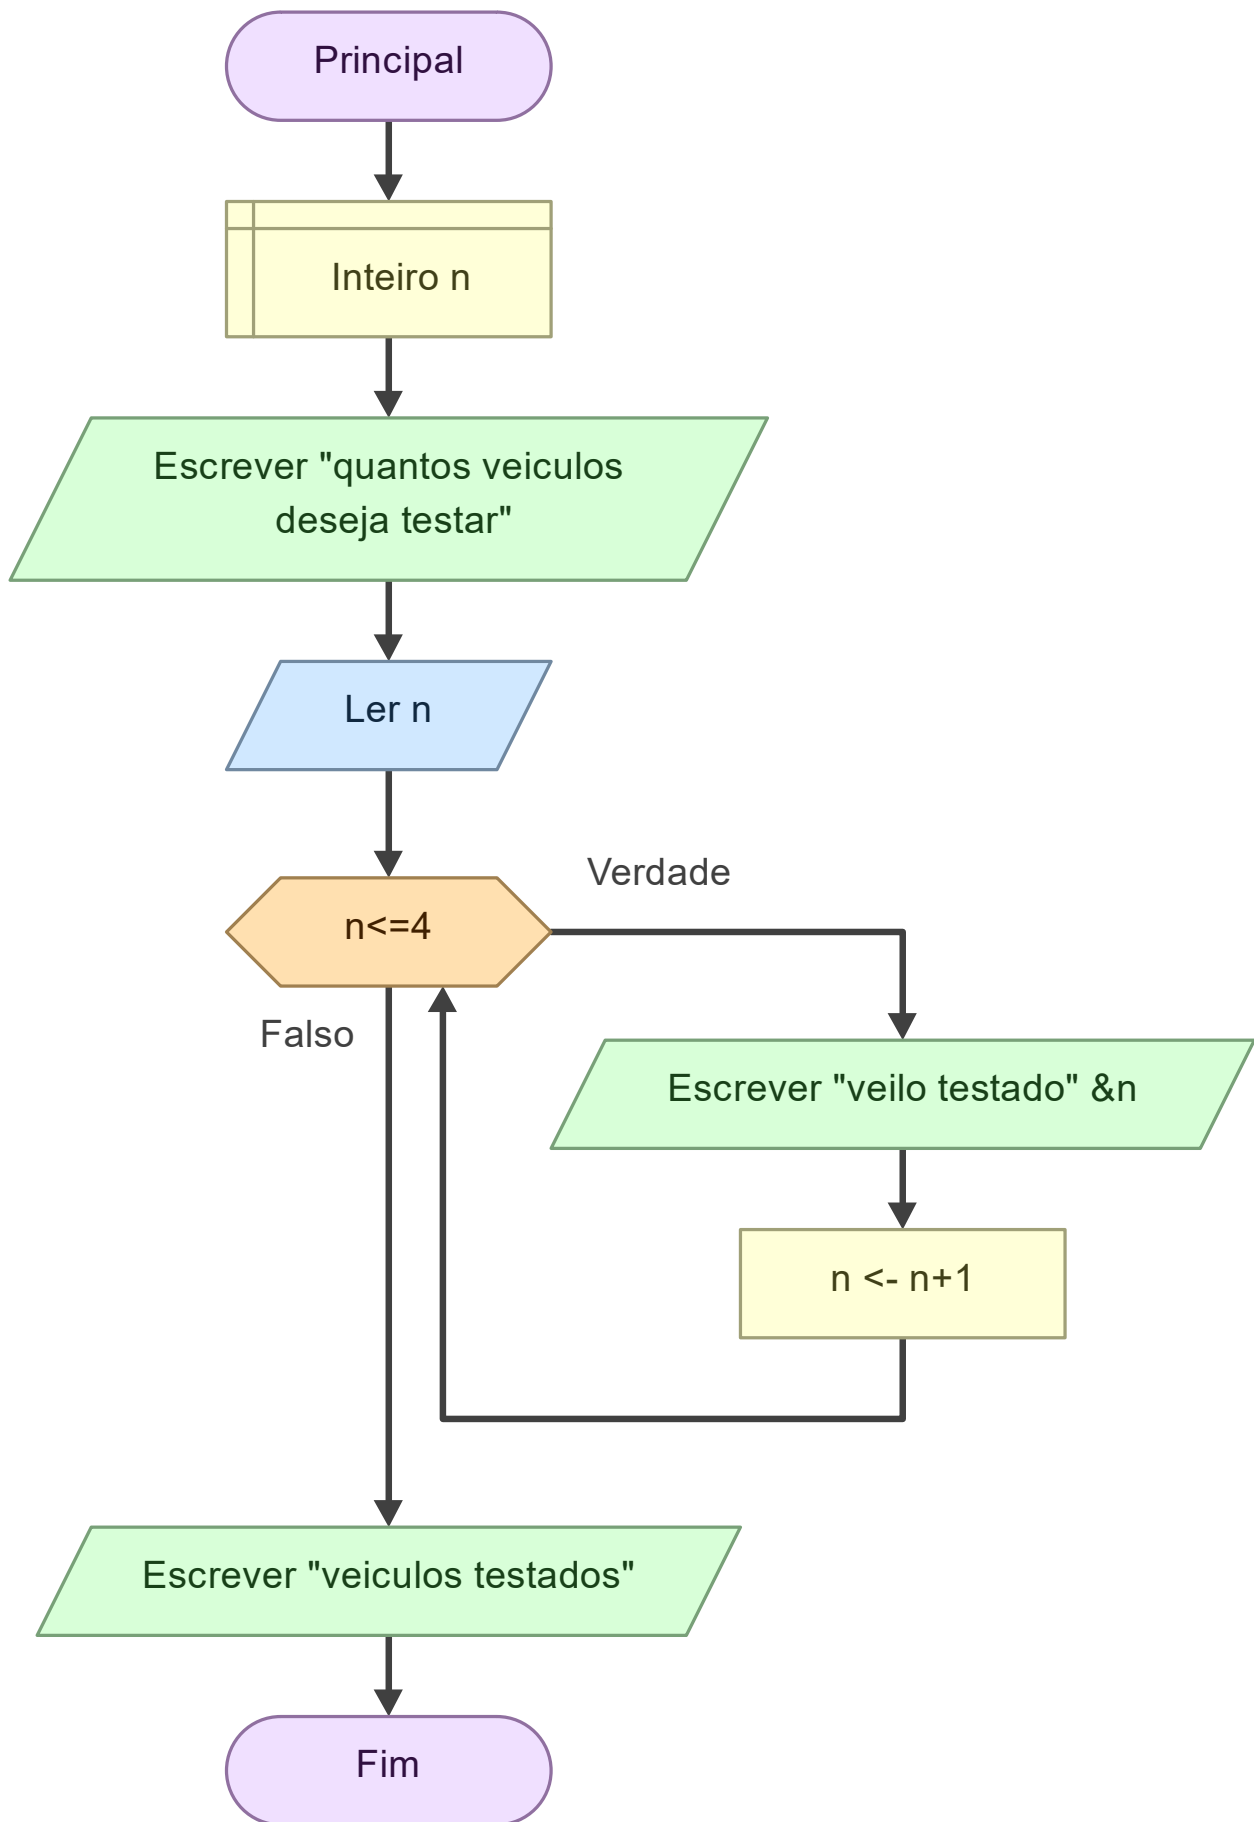 Principal
Inteiro n
Escrever "quantos veiculos
deseja testar"
Ler n
Verdade
n<=4
Falso
Escrever "veilo testado" &n
n <- n+1
Escrever "veiculos testados"
Fim